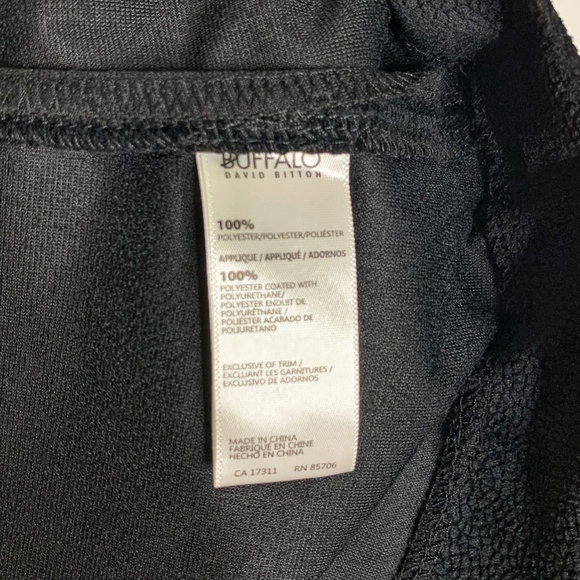 BUFFALO
DAVID BITTON
100%
POLYESTER/POLYESTER/POLIÉSTER
APPLIQUE / APPLIQUÉ / ADORNOS
100%
POLYESTER COATED WITH
POLYURETHANE/
POLYESTER ENDUIT DE
POLYURÉTHANE /
POLIÉSTER ACABADO DE
POLIURETANO
EXCLUSIVE OF TRIM /
EXCLUANT LES GARNITURES /
EXCLUSIVO DE ADORNOS
MADE IN CHINA
FABRIQUÉ EN CHINE
HECHO EN CHINA
CA 17311 RN 85706